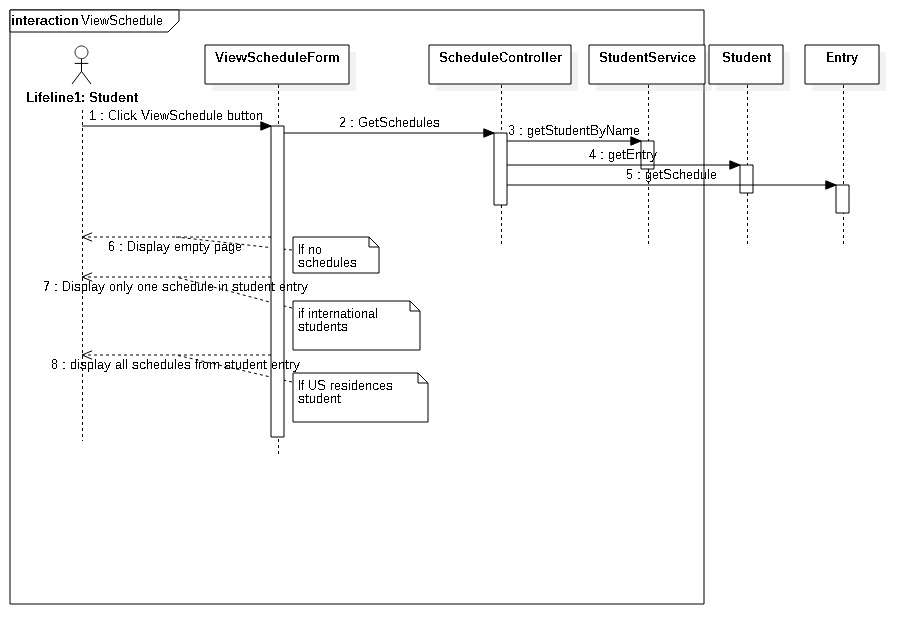 interaction ViewSchedule
ViewScheduleForm
ScheduleController
StudentService
Student
Entry
Lifeline1: Student
1 : Click ViewSchedule button
2 : GetSchedules
3 : getStudentByName
4 : getEntry
5 : getSchedule
6 : Display empty page
If no
schedules
7 : Display only one schedule in student entry
if international
students
8 : display all schedules from student entry
If US residences
student